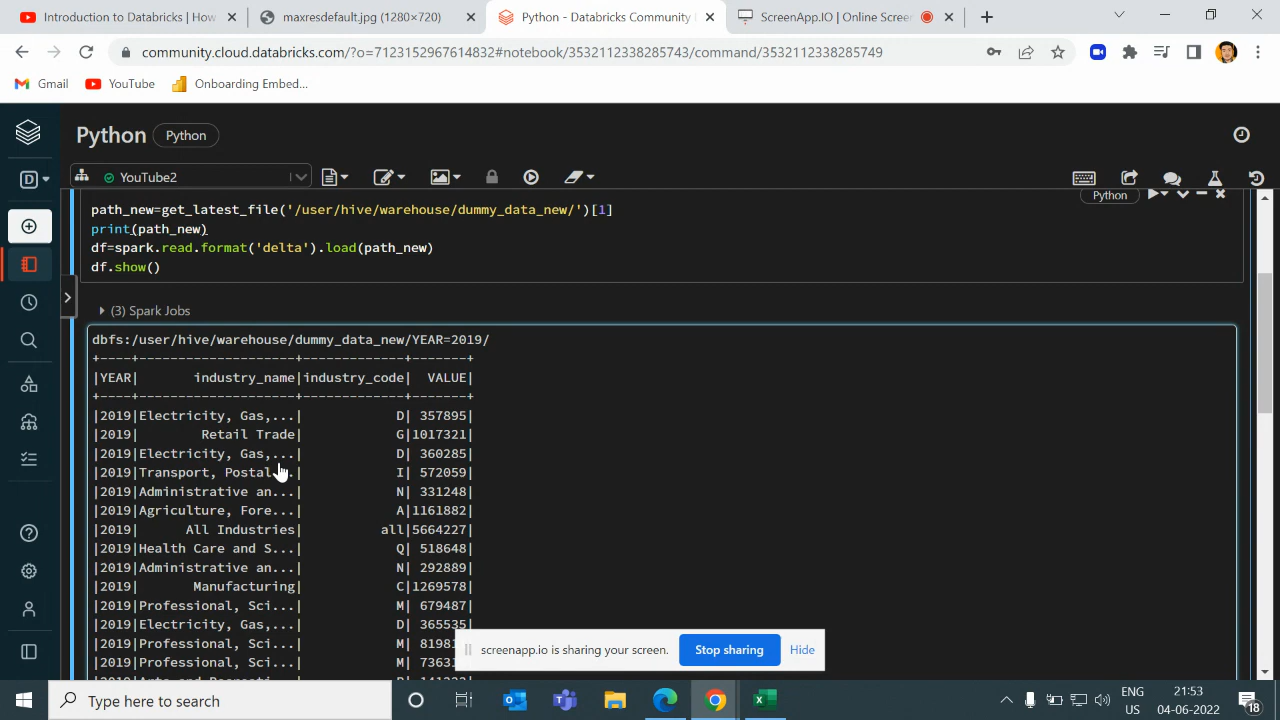 Introduction to Databricks | How
maxresdefault.jpg (1280×720)
Python - Databricks Community
ScreenApp.IO | Online Screen
community.cloud.databricks.com/?o=7123152967614832#notebook/3532112338285743/command/3532112338285749
Gmail
YouTube
Onboarding Embed...
Python
Python
D
YouTube2
Python
path_new=get_latest_file('/user/hive/warehouse/dummy_data_new/')[1]
print(path_new)
df=spark.read.format('delta').load(path_new)
df.show()
(3) Spark Jobs
dbfs:/user/hive/warehouse/dummy_data_new/YEAR=2019/
+----+--------------------+-------------+-------+
|YEAR|       industry_name|industry_code|  VALUE|
+----+--------------------+-------------+-------+
|2019|Electricity, Gas,...|            D| 357895|
|2019|        Retail Trade|            G|1017321|
|2019|Electricity, Gas,...|            D| 360285|
|2019|Transport, Postal...|            I| 572059|
|2019|Administrative an...|            N| 331248|
|2019|Agriculture, Fore...|            A|1161882|
|2019|      All Industries|          all|5664227|
|2019|Health Care and S...|            Q| 518648|
|2019|Administrative an...|            N| 292889|
|2019|       Manufacturing|            C|1269578|
|2019|Professional, Sci...|            M| 679487|
|2019|Electricity, Gas,...|            D| 365535|
|2019|Professional, Sci...|            M|
|2019|Professional, Sci...|            M|
screenapp.io is sharing your screen.
Stop sharing
Hide
Type here to search
ENG
US
21:53
04-06-2022
18